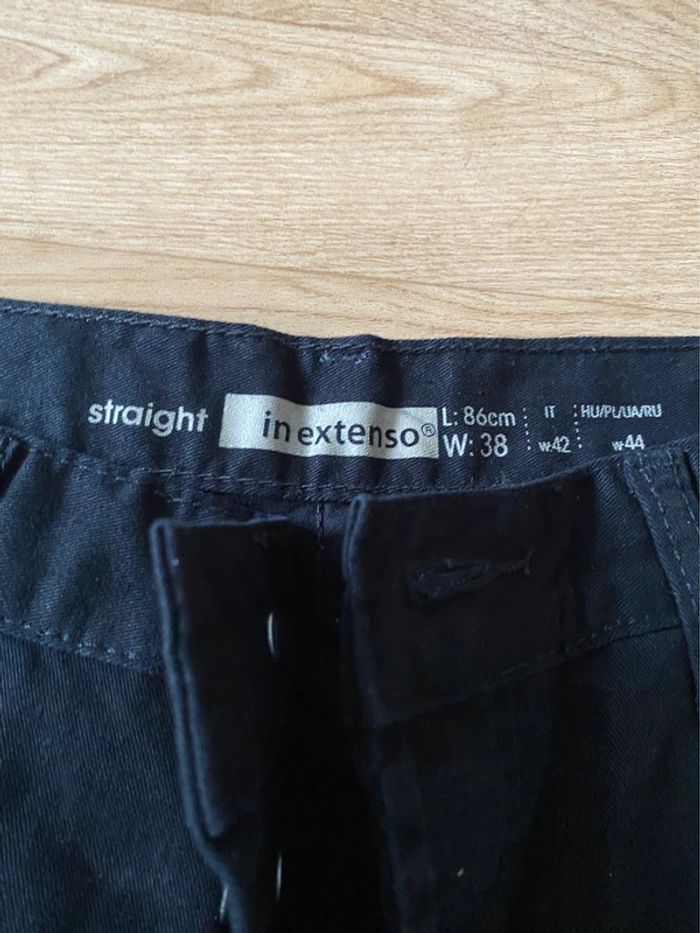 straight
in extenso®
L: 86cm
W: 38
IT
W42
HU/PL/UA/RU
W44